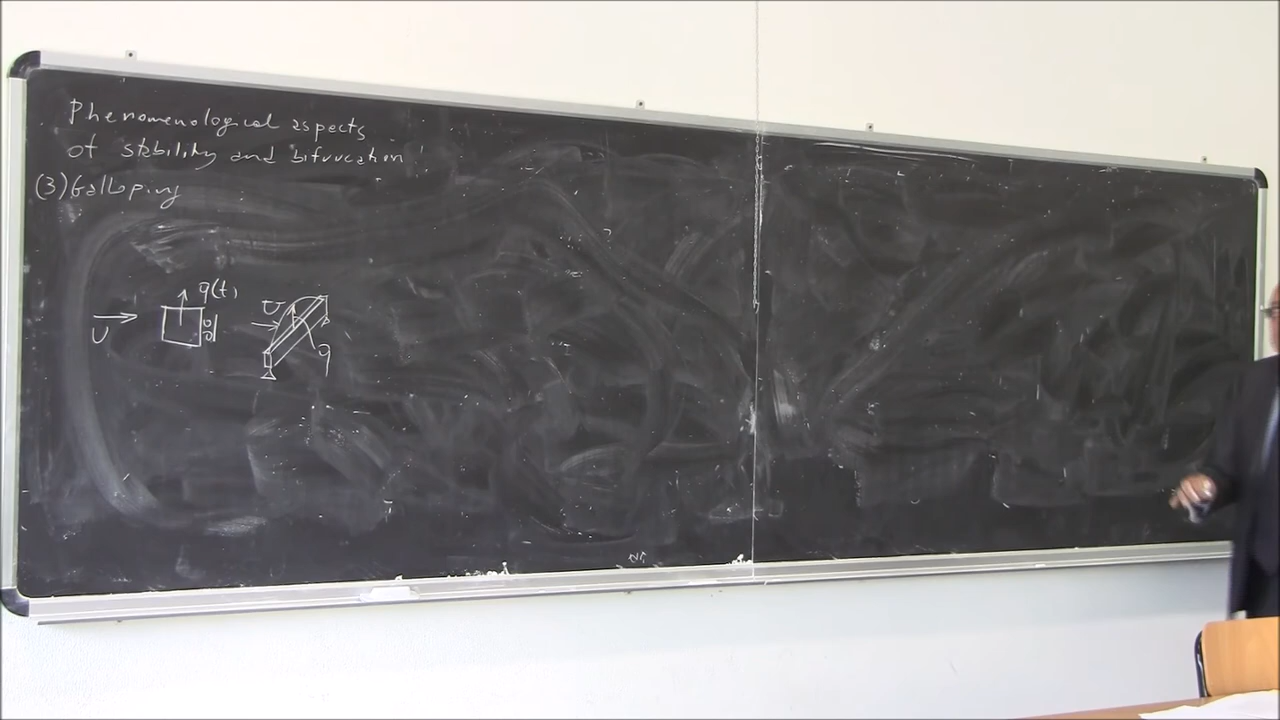 Phenomenological aspects
of stability and bifurcation
(3) Galloping
q(t)
U
U
q